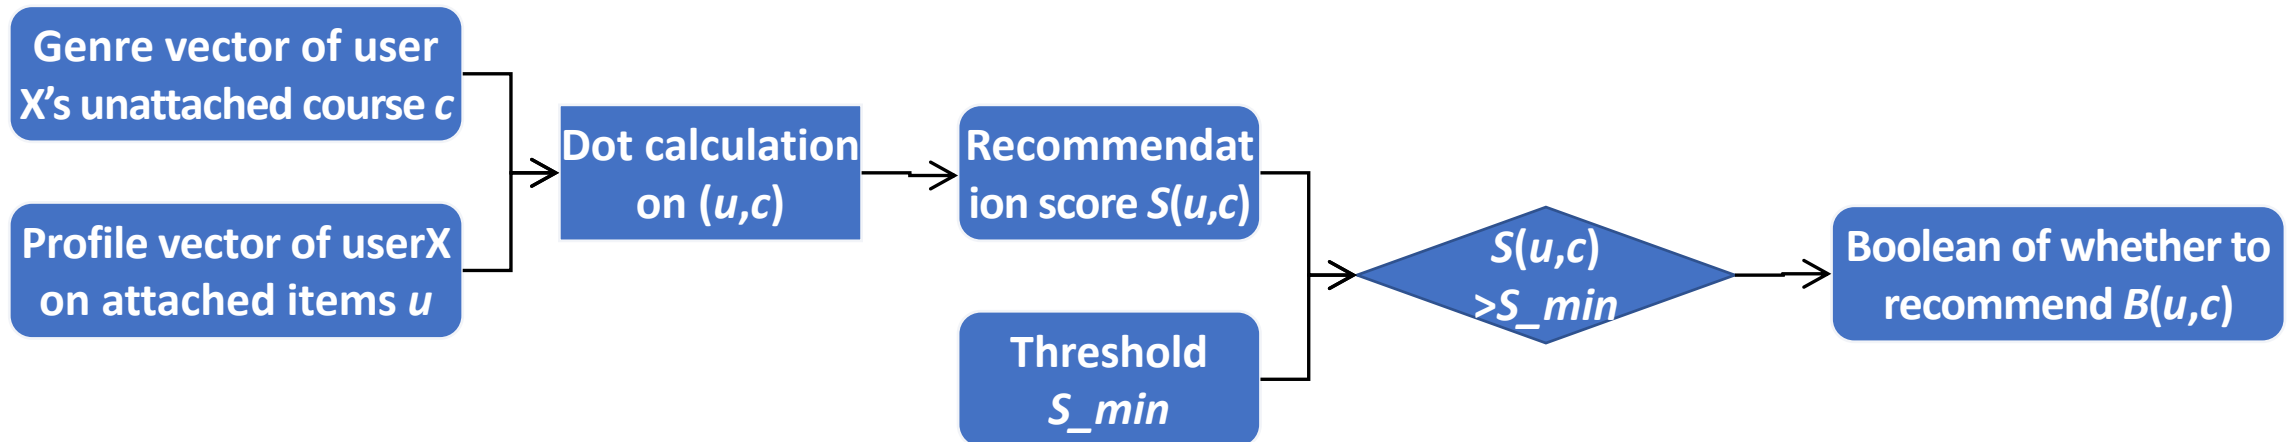 Genre vector of user
X’s unattached course c
Profile vector of userX
on attached items u
Dot calculation
on (u,c)
Recommendat
ion score S(u,c)
Threshold
S_min
S(u,c)
>S_min
Boolean of whether to
recommend B(u,c)